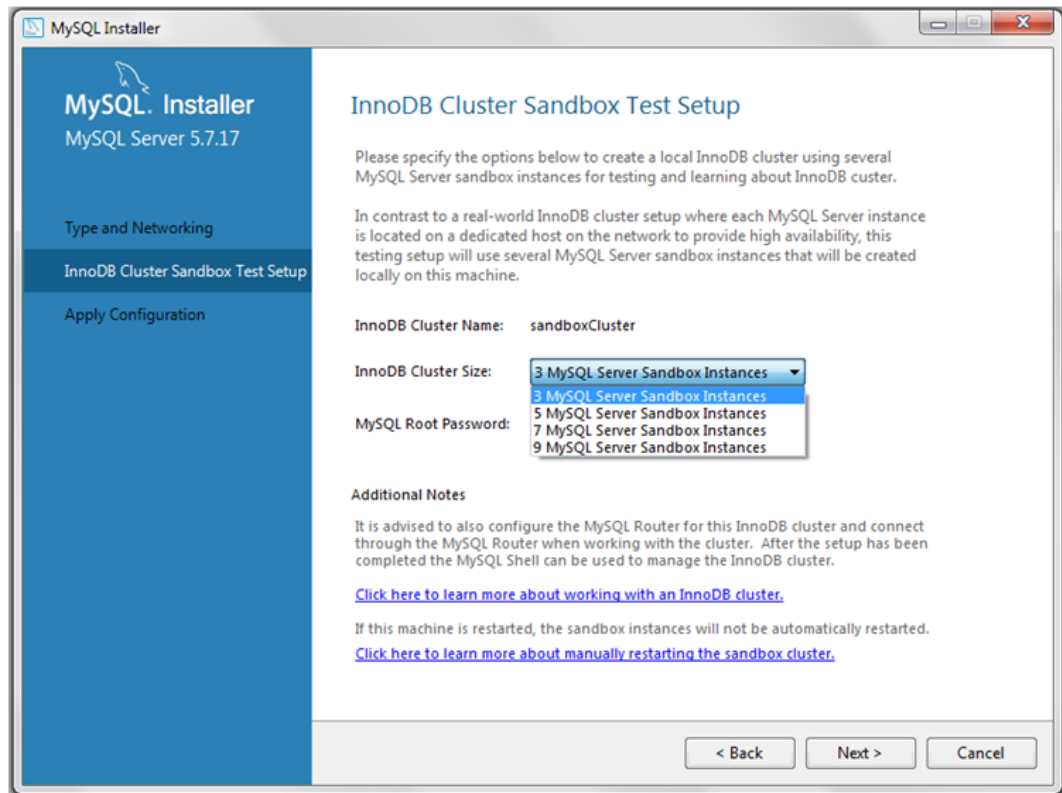 MySQL Installer
MySQL. Installer
MySQL Server 5.7.17
Type and Networking
InnoDB Cluster Sandbox Test Setup
Apply Configuration
InnoDB Cluster Sandbox Test Setup
Please specify the options below to create a local InnoDB cluster using several
MySQL Server sandbox instances for testing and learning about InnoDB custer.
In contrast to a real-world InnoDB cluster setup where each MySQL Server instance
is located on a dedicated host on the network to provide high availability, this
testing setup will use several MySQL Server sandbox instances that will be created
locally on this machine.
InnoDB Cluster Name: sandboxCluster
InnoDB Cluster Size: 3 MySQL Server Sandbox Instances
3 MySQL Server Sandbox Instances
5 MySQL Server Sandbox Instances
MySQL Root Password:
7 MySQL Server Sandbox Instances
9 MySQL Server Sandbox Instances
Additional Notes
It is advised to also configure the MySQL Router for this InnoDB cluster and connect
through the MySQL Router when working with the cluster. After the setup has been
completed the MySQL Shell can be used to manage the InnoDB cluster.
Click here to learn more about working with an InnoDB cluster.
If this machine is restarted, the sandbox instances will not be automatically restarted.
Click here to learn more about manually restarting the sandbox cluster.
< Back Next > Cancel